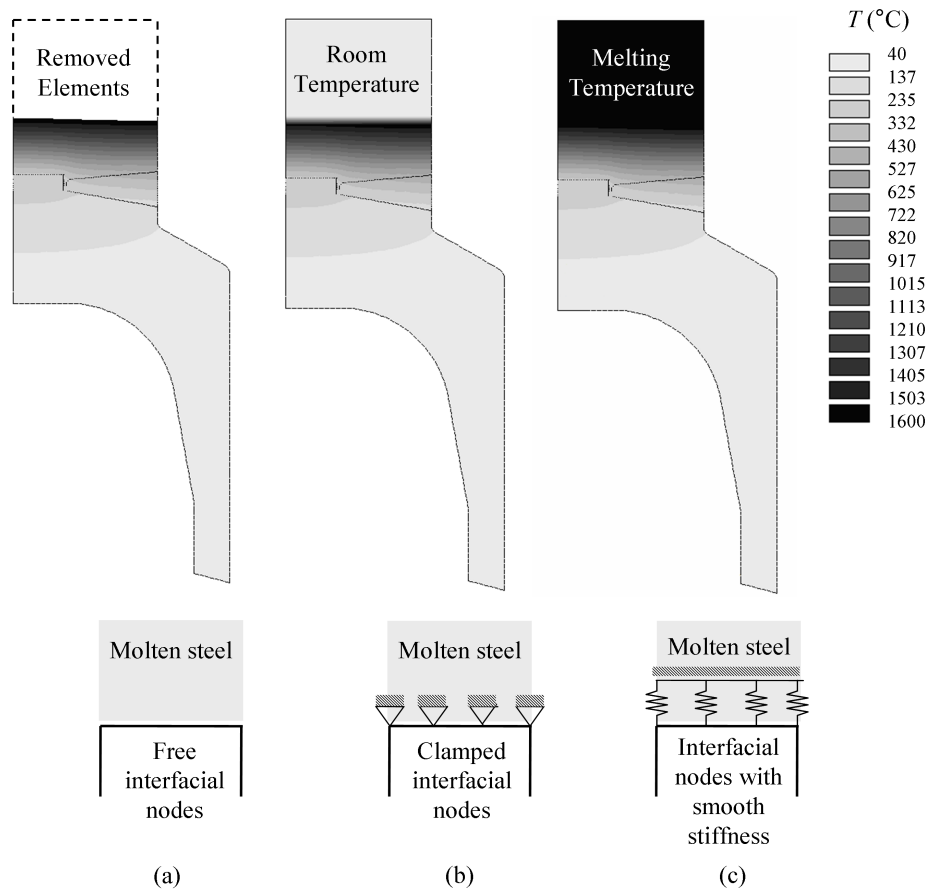 T (°C)
Removed
Elements
Room
Temperature
Melting
Temperature
40
137
235
332
430
527
625
722
820
917
1015
1113
1210
1307
1405
1503
1600
Molten steel
Free
interfacial
nodes
Molten steel
Clamped
interfacial
nodes
Molten steel
Interfacial
nodes with
smooth
stiffness
(a)
(b)
(c)